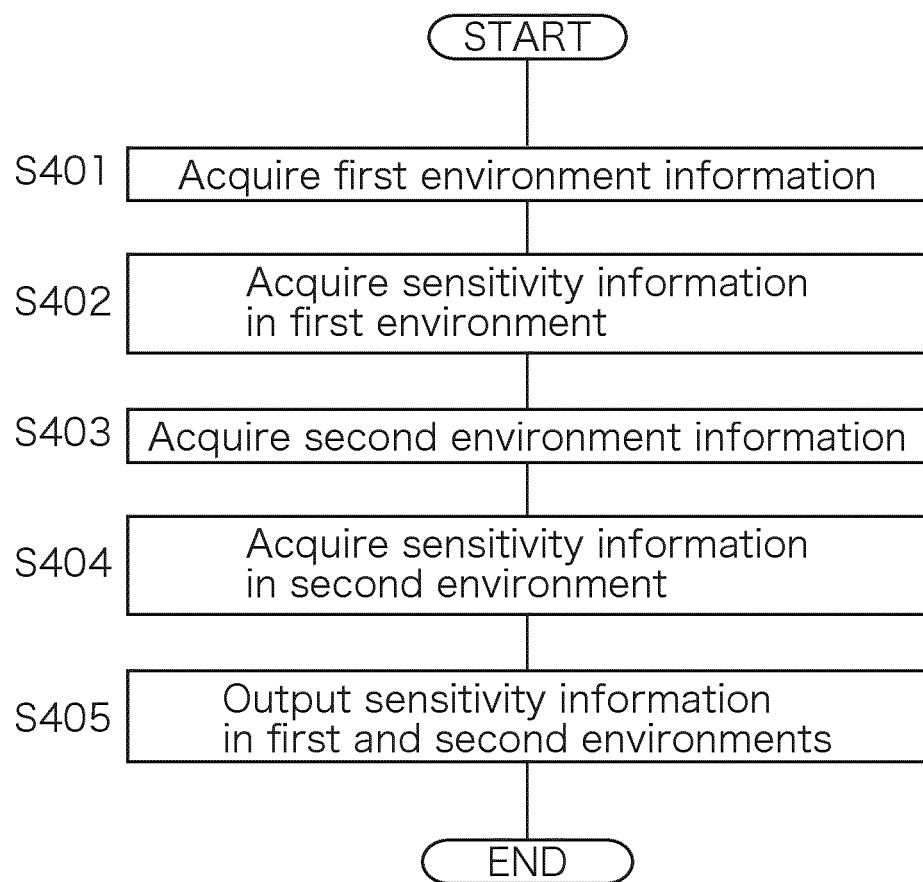 START
S401 Acquire first environment information
S402 Acquire sensitivity information
in first environment
S403 Acquire second environment information
S404 Acquire sensitivity information
in second environment
S405 Output sensitivity information
in first and second environments
END